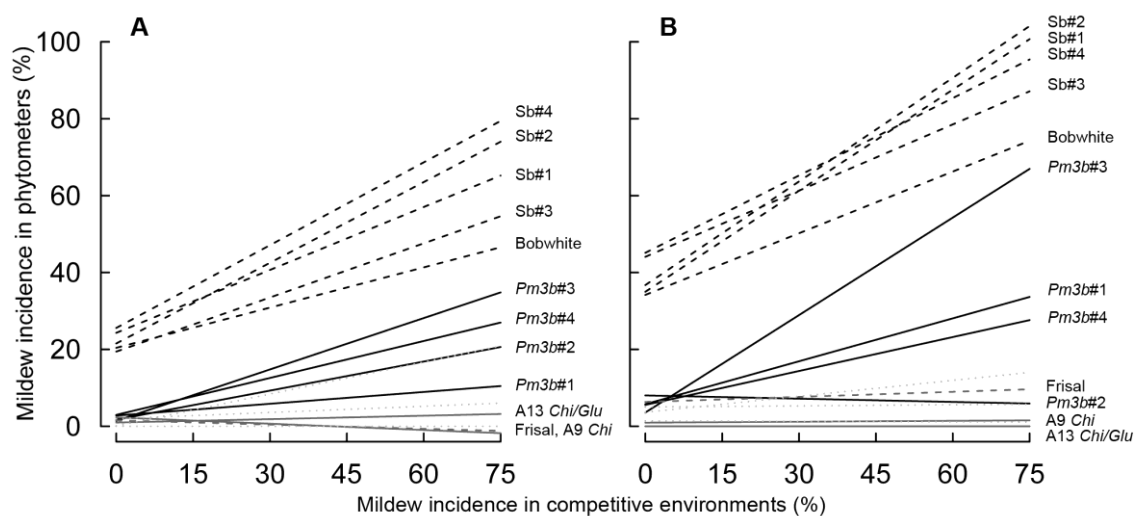 A
B
Mildew incidence in phytometers (%)
100
80
60
40
20
0
Sb#4
Sb#2
Sb#1
Sb#3
Bobwhite
Pm3b#3
Pm3b#4
Pm3b#2
Pm3b#1
A13 Chi/Glu
Frisal, A9 Chi
0 15 30 45 60 75
Sb#2
Sb#1
Sb#4
Sb#3
Bobwhite
Pm3b#3
Pm3b#1
Pm3b#4
Frisal
Pm3b#2
A9 Chi
A13 Chi/Glu
0 15 30 45 60 75
Mildew incidence in competitive environments (%)